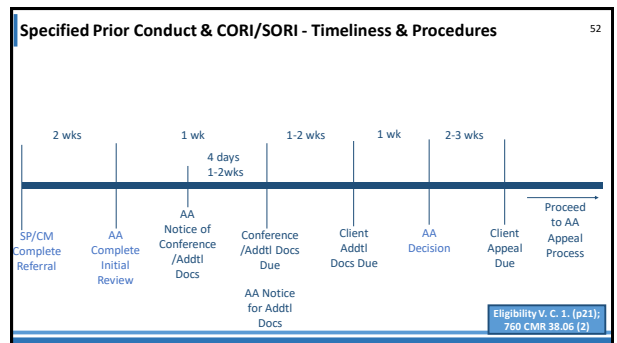 Specified Prior Conduct & CORI/SORI - Timeliness & Procedures
52
2 wks
1 wk
1-2 wks
1 wk
2-3 wks
4 days
1-2wks
SP/CM
Complete
Referral
AA
Complete
Initial
Review
AA
Notice of
Conference
/Addtl
Docs
Conference
/Addtl Docs
Due
AA Notice
for Addtl
Docs
Client
Addtl
Docs Due
AA
Decision
Client
Appeal
Due
Proceed
to AA
Appeal
Process
Eligibility V. C. 1. (p21);
760 CMR 38.06 (2)